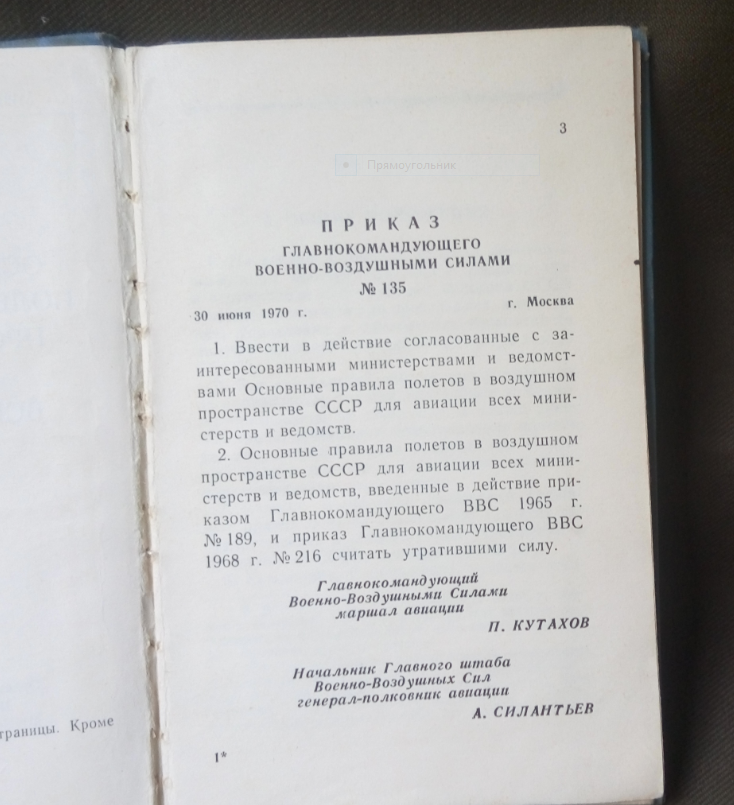 3
Прямоугольник
ПРИКАЗ
ГЛАВНОКОМАНДУЮЩЕГО
ВОЕННО-ВОЗДУШНЫМИ СИЛАМИ
№ 135
30 июня 1970 г. г. Москва
1. Ввести в действие согласованные с за-
интересованными министерствами и ведомст-
вами Основные правила полетов в воздушном
пространстве СССР для авиации всех мини-
стерств и ведомств.
2. Основные правила полетов в воздушном
пространстве СССР для авиации всех мини-
стерств и ведомств, введенные в действие при-
казом Главнокомандующего ВВС 1965 г.
№ 189, и приказ Главнокомандующего ВВС
1968 г. № 216 считать утратившими силу.
Главнокомандующий
Военно-Воздушными Силами
маршал авиации
П. КУТАХОВ
Начальник Главного штаба
Военно-Воздушных Сил
генерал-полковник авиации
А. СИЛАНТЬЕВ
траницы. Кроме
1*